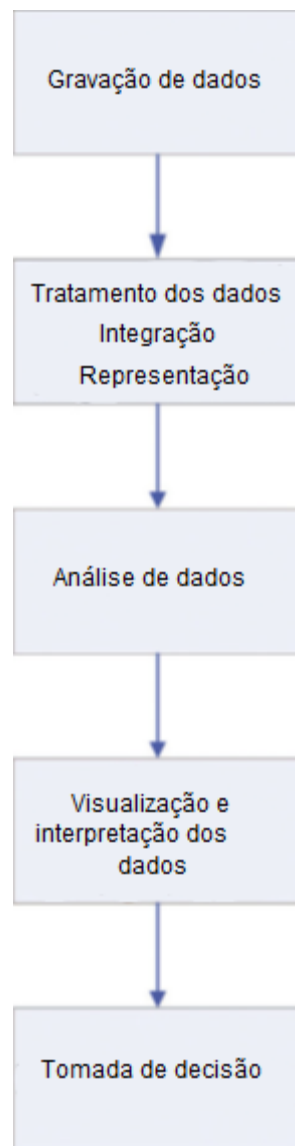 Gravação de dados
Tratamento dos dados
Integração
Representação
Análise de dados
Visualização e
interpretação dos
dados
Tomada de decisão